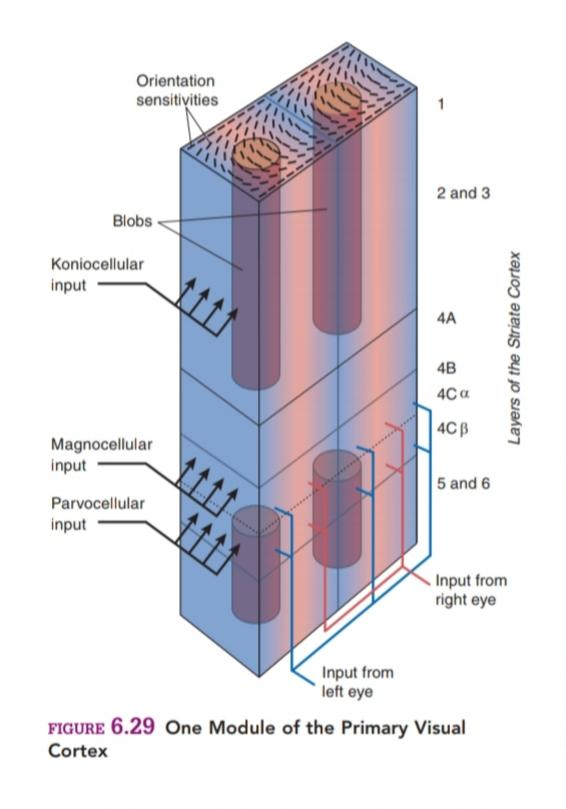 Orientation
sensitivities
1
2 and 3
Blobs
Koniocellular
input
Layers of the Striate Cortex
4A
4B
4C α
4C β
Magnocellular
input
5 and 6
Parvocellular
input
Input from
right eye
Input from
left eye
FIGURE 6.29 One Module of the Primary Visual
Cortex